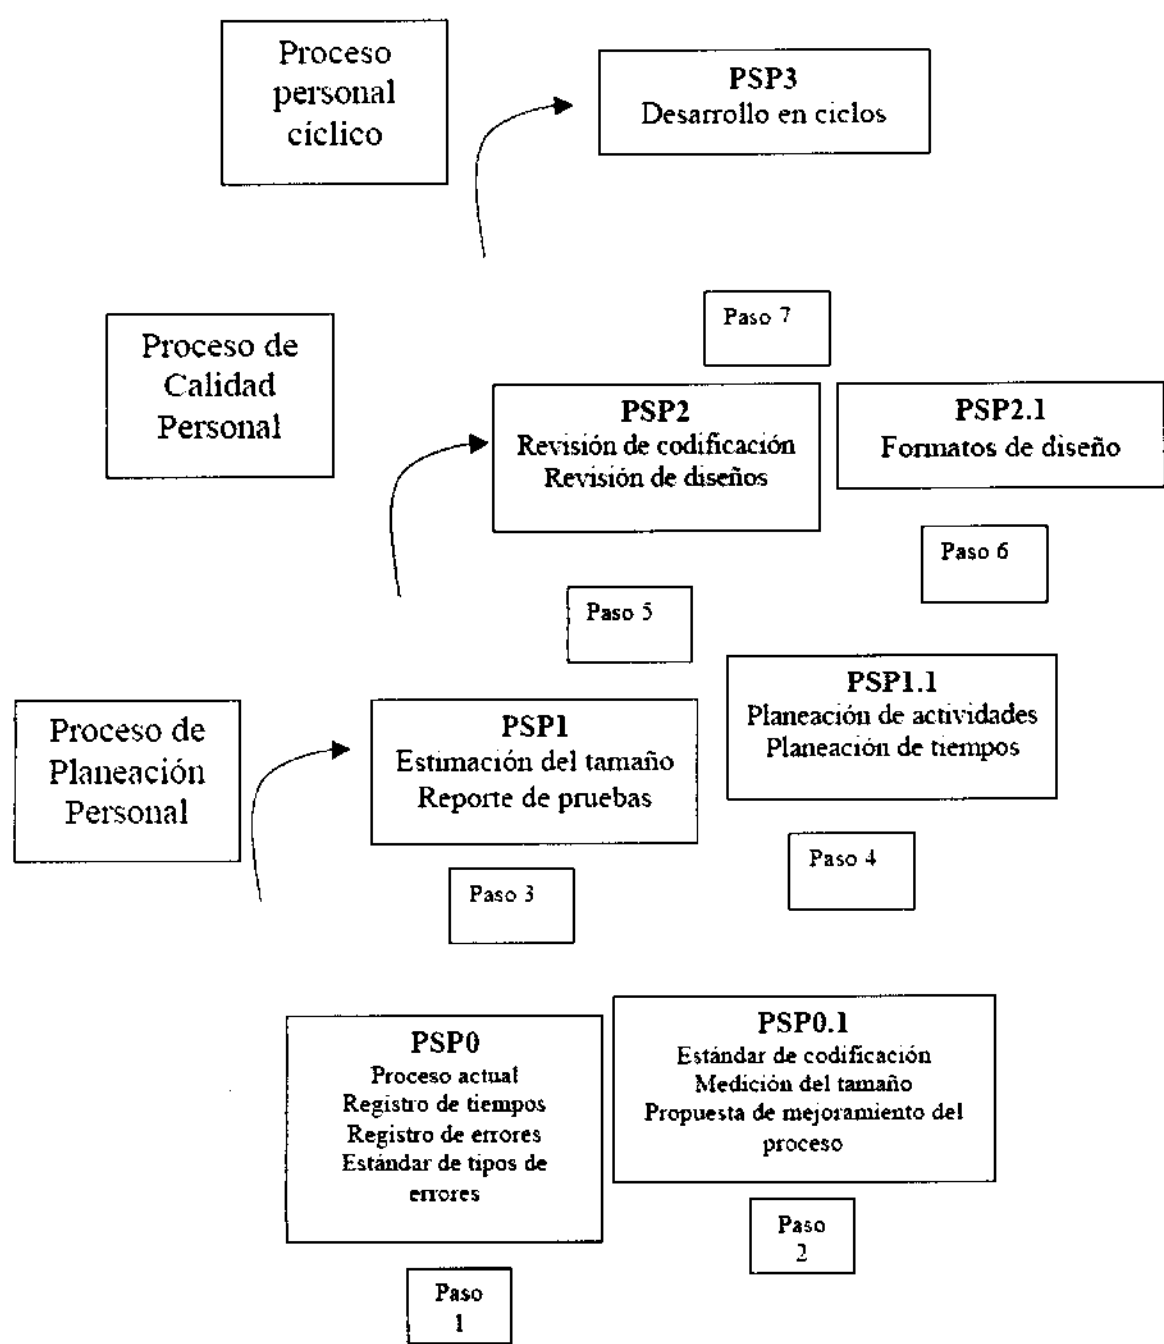 Proceso
personal
cíclico
PSP3
Desarrollo en ciclos
Paso 7
Proceso de
Calidad
Personal
PSP2
Revisión de codificación
Revisión de diseños
PSP2.1
Formatos de diseño
Paso 6
Paso 5
Proceso de
Planeación
Personal
PSP1
Estimación del tamaño
Reporte de pruebas
PSP1.1
Planeación de actividades
Planeación de tiempos
Paso 4
Paso 3
PSP0
Proceso actual
Registro de tiempos
Registro de errores
Estándar de tipos de
errores
PSP0.1
Estándar de codificación
Medición del tamaño
Propuesta de mejoramiento del
proceso
Paso
2
Paso
1